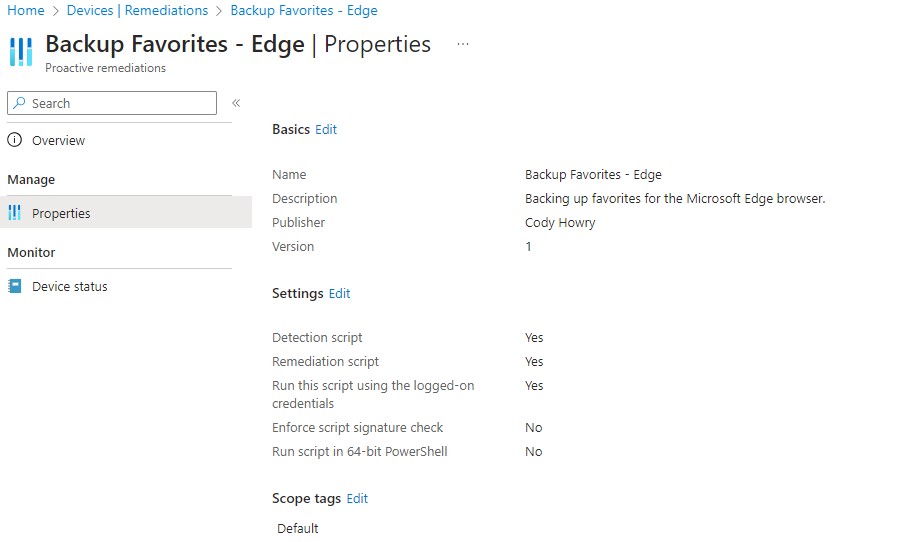 Home > Devices | Remediations > Backup Favorites - Edge
Backup Favorites - Edge | Properties ...
Proactive remediations
Search «
Overview
Manage
Properties
Monitor
Device status
Basics Edit
Name Backup Favorites - Edge
Description Backing up favorites for the Microsoft Edge browser.
Publisher Cody Howry
Version 1
Settings Edit
Detection script Yes
Remediation script Yes
Run this script using the logged-on Yes
credentials
Enforce script signature check No
Run script in 64-bit PowerShell No
Scope tags Edit
Default